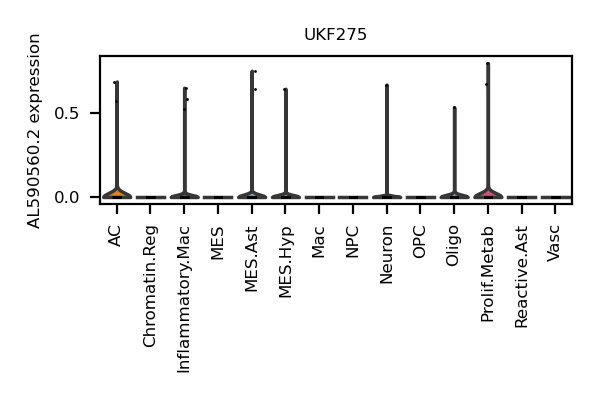 UKF275
AL590560.2 expression
0.5
0.0
AC
Chromatin.Reg
Inflammatory.Mac
MES
MES.Ast
MES.Hyp
Mac
NPC
Neuron
OPC
Oligo
Prolif.Metab
Reactive.Ast
Vasc